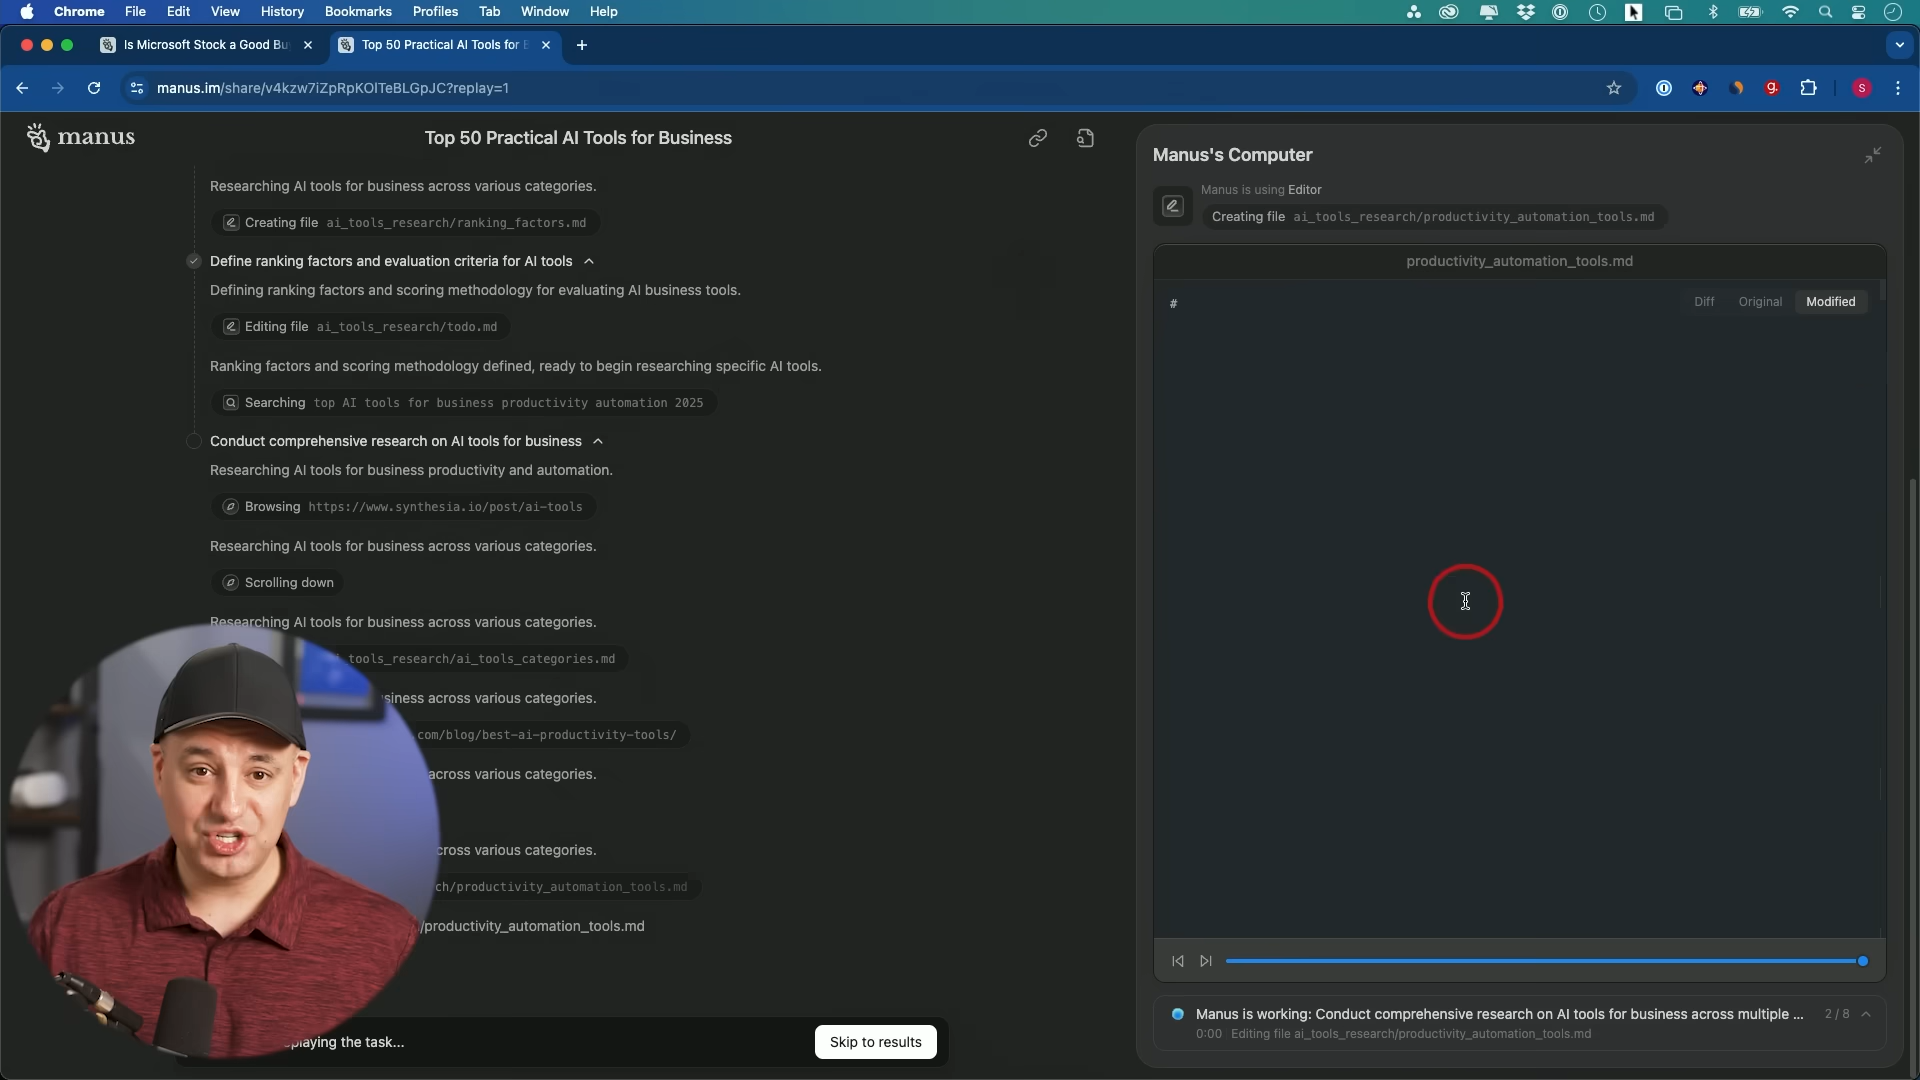 Chrome File Edit View History Bookmarks Profiles Tab Window Help
Is Microsoft Stock a Good Bu
Top 50 Practical AI Tools for B
manus.im/share/v4kzw7iZpRpKOITeBLGpJC?replay=1
manus
Top 50 Practical AI Tools for Business
Researching AI tools for business across various categories.
Creating file ai_tools_research/ranking_factors.md
Define ranking factors and evaluation criteria for AI tools
Defining ranking factors and scoring methodology for evaluating AI business tools.
Editing file ai_tools_research/todo.md
Ranking factors and scoring methodology defined, ready to begin researching specific AI tools.
Searching top AI tools for business productivity automation 2025
Conduct comprehensive research on AI tools for business
Researching AI tools for business productivity and automation.
Browsing https://www.synthesia.io/post/ai-tools
Researching AI tools for business across various categories.
Scrolling down
Researching AI tools for business across various categories.
_tools_research/ai_tools_categories.md
siness across various categories.
com/blog/best-ai-productivity-tools/
across various categories.
cross various categories.
ch/productivity_automation_tools.md
/productivity_automation_tools.md
playing the task...
Skip to results
Manus's Computer
Manus is using Editor
Creating file ai_tools_research/productivity_automation_tools.md
productivity_automation_tools.md
#
Diff Original Modified
Manus is working: Conduct comprehensive research on AI tools for business across multiple ... 2 / 8
0:00 Editing file ai_tools_research/productivity_automation_tools.md